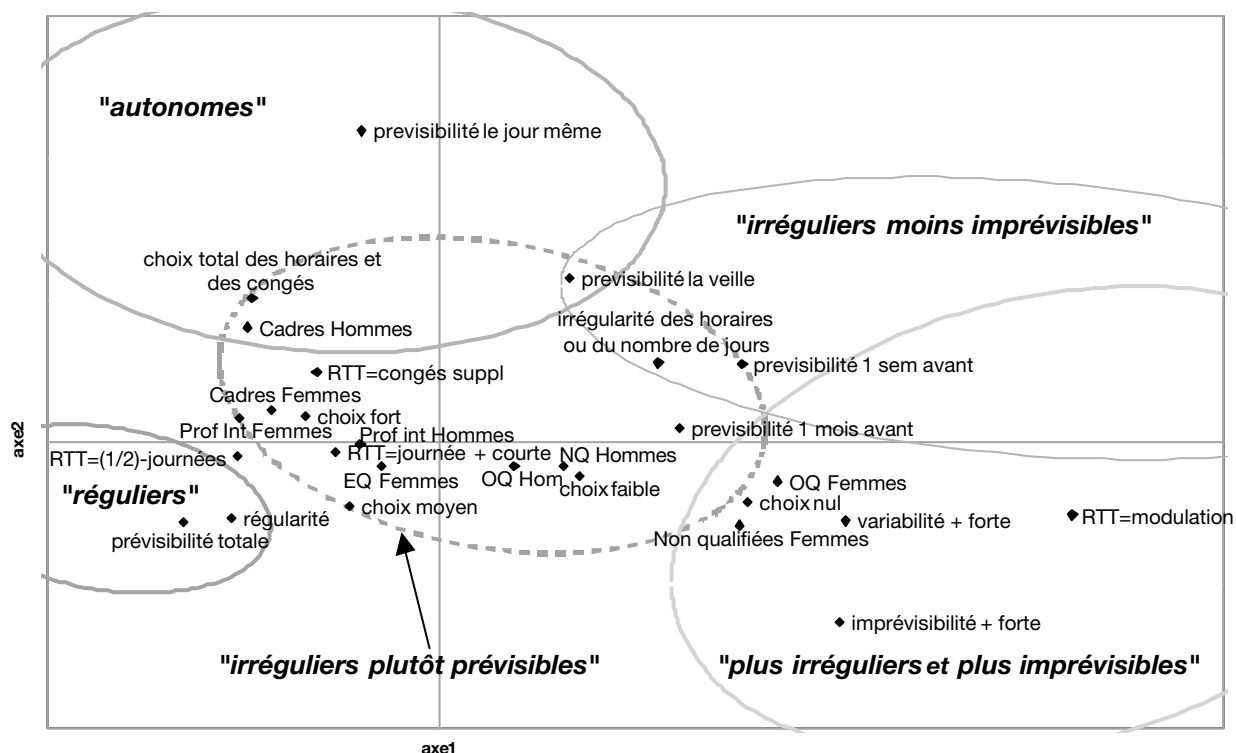 "autonomes"
previsibilité le jour même
"irréguliers moins imprévisibles"
choix total des horaires et
des congés
previsibilité la veille
Cadres Hommes
irrégularité des horaires
ou du nombre de jours
previsibilité 1 sem avant
RTT=congés suppl
Cadres Femmes
choix fort
Prof Int Femmes
Prof int Hommes
previsibilité 1 mois avant
axe2
RTT=(1/2)-journées
RTT=journée + courte
NQ Hommes
EQ Femmes
OQ Hom
choix faible
OQ Femmes
"réguliers"
choix moyen
choix nul
régularité
variabilité + forte
RTT=modulation
prévisibilité totale
Non qualifiées Femmes
imprévisibilité + forte
"irréguliers plutôt prévisibles"
"plus irréguliers et plus imprévisibles"
axe1